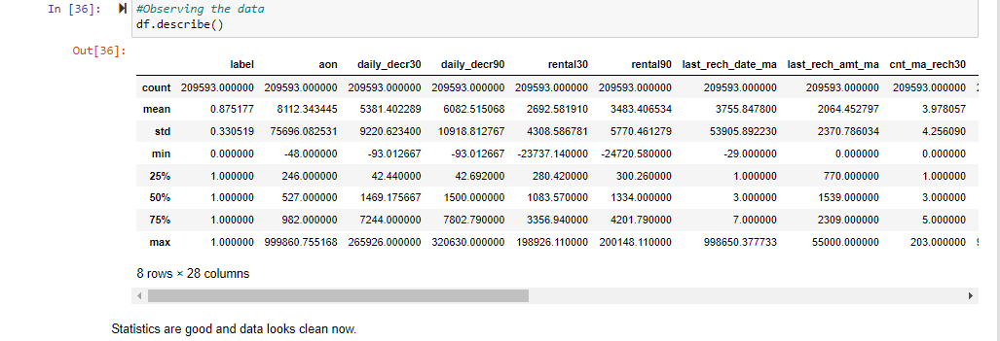 In [36]: #Observing the data
df.describe()
Out[36]:
label aon daily_decr30 daily_decr90 rental30 rental90 last_rech_date_ma last_rech_amt_ma cnt_ma_rech30
count 209593.000000 209593.000000 209593.000000 209593.000000 209593.000000 209593.000000 209593.000000 209593.000000 209593.000000
mean 0.875177 8112.343445 5381.402289 6082.515068 2692.581910 3483.406534 3755.847800 2064.452797 3.978057
std 0.330519 75696.082531 9220.623400 10918.812767 4308.586781 5770.461279 53905.892230 2370.786034 4.256090
min 0.000000 -48.000000 -93.012667 -93.012667 -23737.140000 -24720.580000 -29.000000 0.000000 0.000000
25% 1.000000 246.000000 42.440000 42.692000 280.420000 300.260000 1.000000 770.000000 1.000000
50% 1.000000 527.000000 1469.175667 1500.000000 1083.570000 1334.000000 3.000000 1539.000000 3.000000
75% 1.000000 982.000000 7244.000000 7802.790000 3356.940000 4201.790000 7.000000 2309.000000 5.000000
max 1.000000 999860.755168 265926.000000 320630.000000 198926.110000 200148.110000 998650.377733 55000.000000 203.000000
8 rows × 28 columns
Statistics are good and data looks clean now.